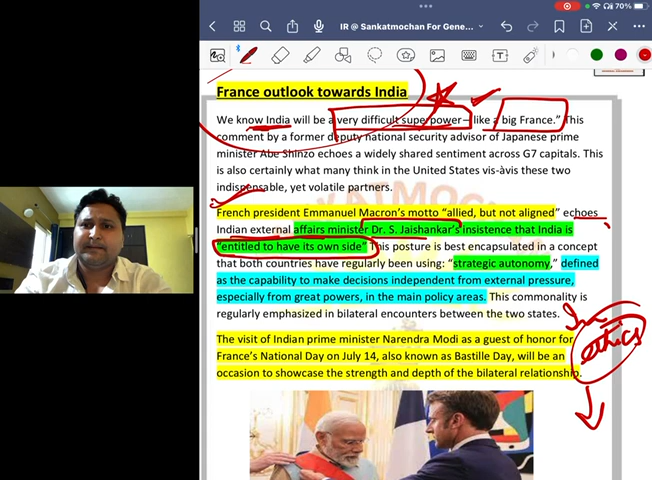 70%
IR @ Sankatmochan For Gene...
France outlook towards India
We know India will be a very difficult superpower—like a big France.” This
comment by a former deputy national security advisor of Japanese prime
minister Abe Shinzo echoes a widely shared sentiment across G7 capitals. This
is also certainly what many think in the United States vis-àvis these two
indispensable, yet volatile partners.
French president Emmanuel Macron’s motto “allied, but not aligned” echoes
Indian external affairs minister Dr. S. Jaishankar’s insistence that India is
“entitled to have its own side” This posture is best encapsulated in a concept
that both countries have regularly been using: “strategic autonomy,” defined
as the capability to make decisions independent from external pressure,
especially from great powers, in the main policy areas. This commonality is
regularly emphasized in bilateral encounters between the two states.
The visit of Indian prime minister Narendra Modi as a guest of honor for
France’s National Day on July 14, also known as Bastille Day, will be an
occasion to showcase the strength and depth of the bilateral relationship.
ethics